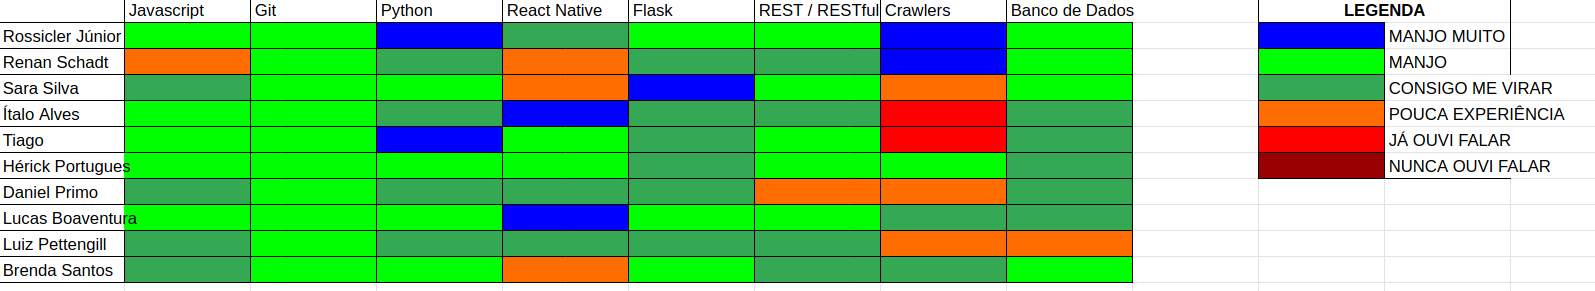 Javascript Git Python React Native Flask REST / RESTful Crawlers Banco de Dados LEGENDA
Rossicler Júnior MANJO MUITO
Renan Schadt MANJO
Sara Silva CONSIGO ME VIRAR
Ítalo Alves POUCA EXPERIÊNCIA
Tiago JÁ OUVI FALAR
Hérick Portugues NUNCA OUVI FALAR
Daniel Primo
Lucas Boaventura
Luiz Pettengill
Brenda Santos